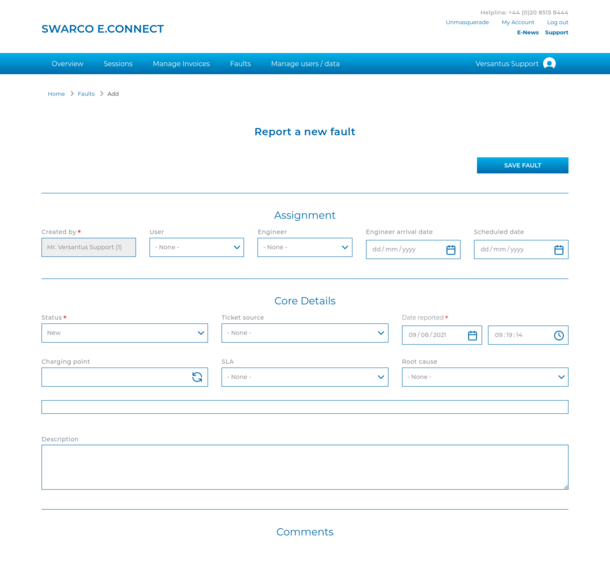 Helpline: +44 (0)20 8515 8444
SWARCO E.CONNECT
Unmasquerade My Account Log out
E-News Support
Overview Sessions Manage Invoices Faults Manage users / data Versantus Support
Home Faults Add
Report a new fault
SAVE FAULT
Assignment
Created by * User Engineer Engineer arrival date Scheduled date
Mr. Versantus Support (1) - None - - None - dd / mm / yyyy dd / mm / yyyy
Core Details
Status * Ticket source Date reported *
New - None - 09 / 08 / 2021 09 : 19 : 14
Charging point SLA Root cause
- None - - None -
Description
Comments